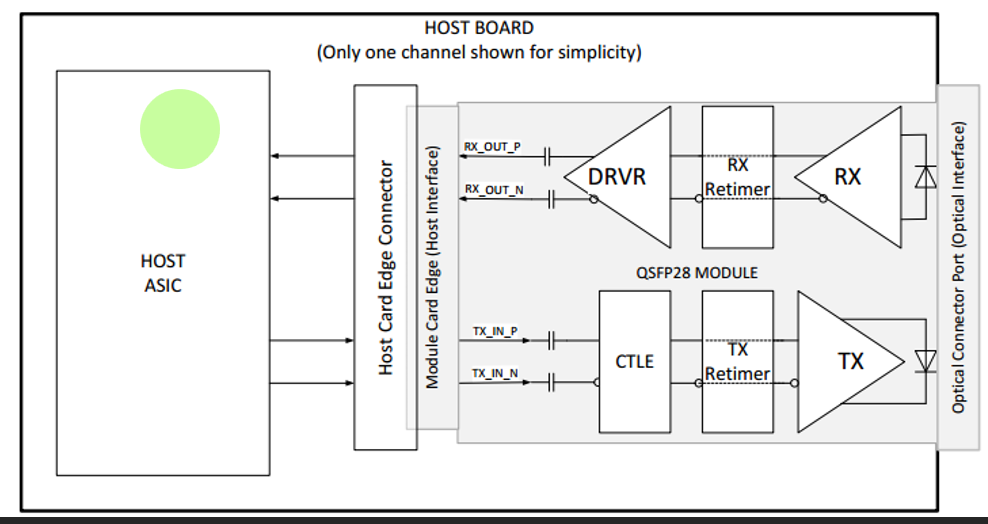 HOST BOARD
(Only one channel shown for simplicity)
HOST
ASIC
Host Card Edge Connector
Module Card Edge (Host Interface)
RX_OUT_P
RX_OUT_N
DRVR
RX
Retimer
RX
QSFP28 MODULE
TX_IN_P
TX_IN_N
CTLE
TX
Retimer
TX
Optical Connector Port (Optical Interface)